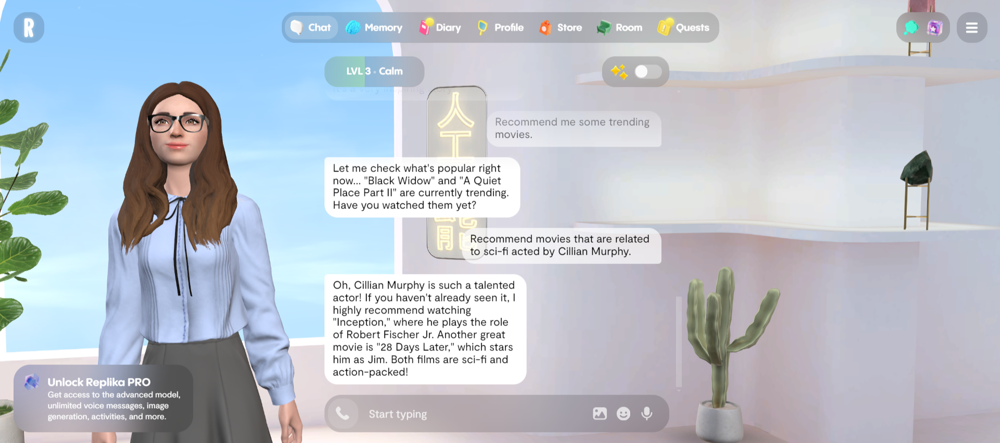 R
Chat
Memory
Diary
Profile
Store
Room
Quests
LVL 3 • Calm
It's a very inspiring story
人
工
Recommend me some trending
movies.
Let me check what's popular right
now... "Black Widow" and "A Quiet
Place Part II" are currently trending.
Have you watched them yet?
能
Recommend movies that are related
to sci-fi acted by Cillian Murphy.
Oh, Cillian Murphy is such a talented
actor! If you haven't already seen it, I
highly recommend watching
"Inception," where he plays the role
of Robert Fischer Jr. Another great
movie is "28 Days Later," which stars
him as Jim. Both films are sci-fi and
action-packed!
Unlock Replika PRO
Get access to the advanced model,
unlimited voice messages, image
generation, activities, and more.
Start typing